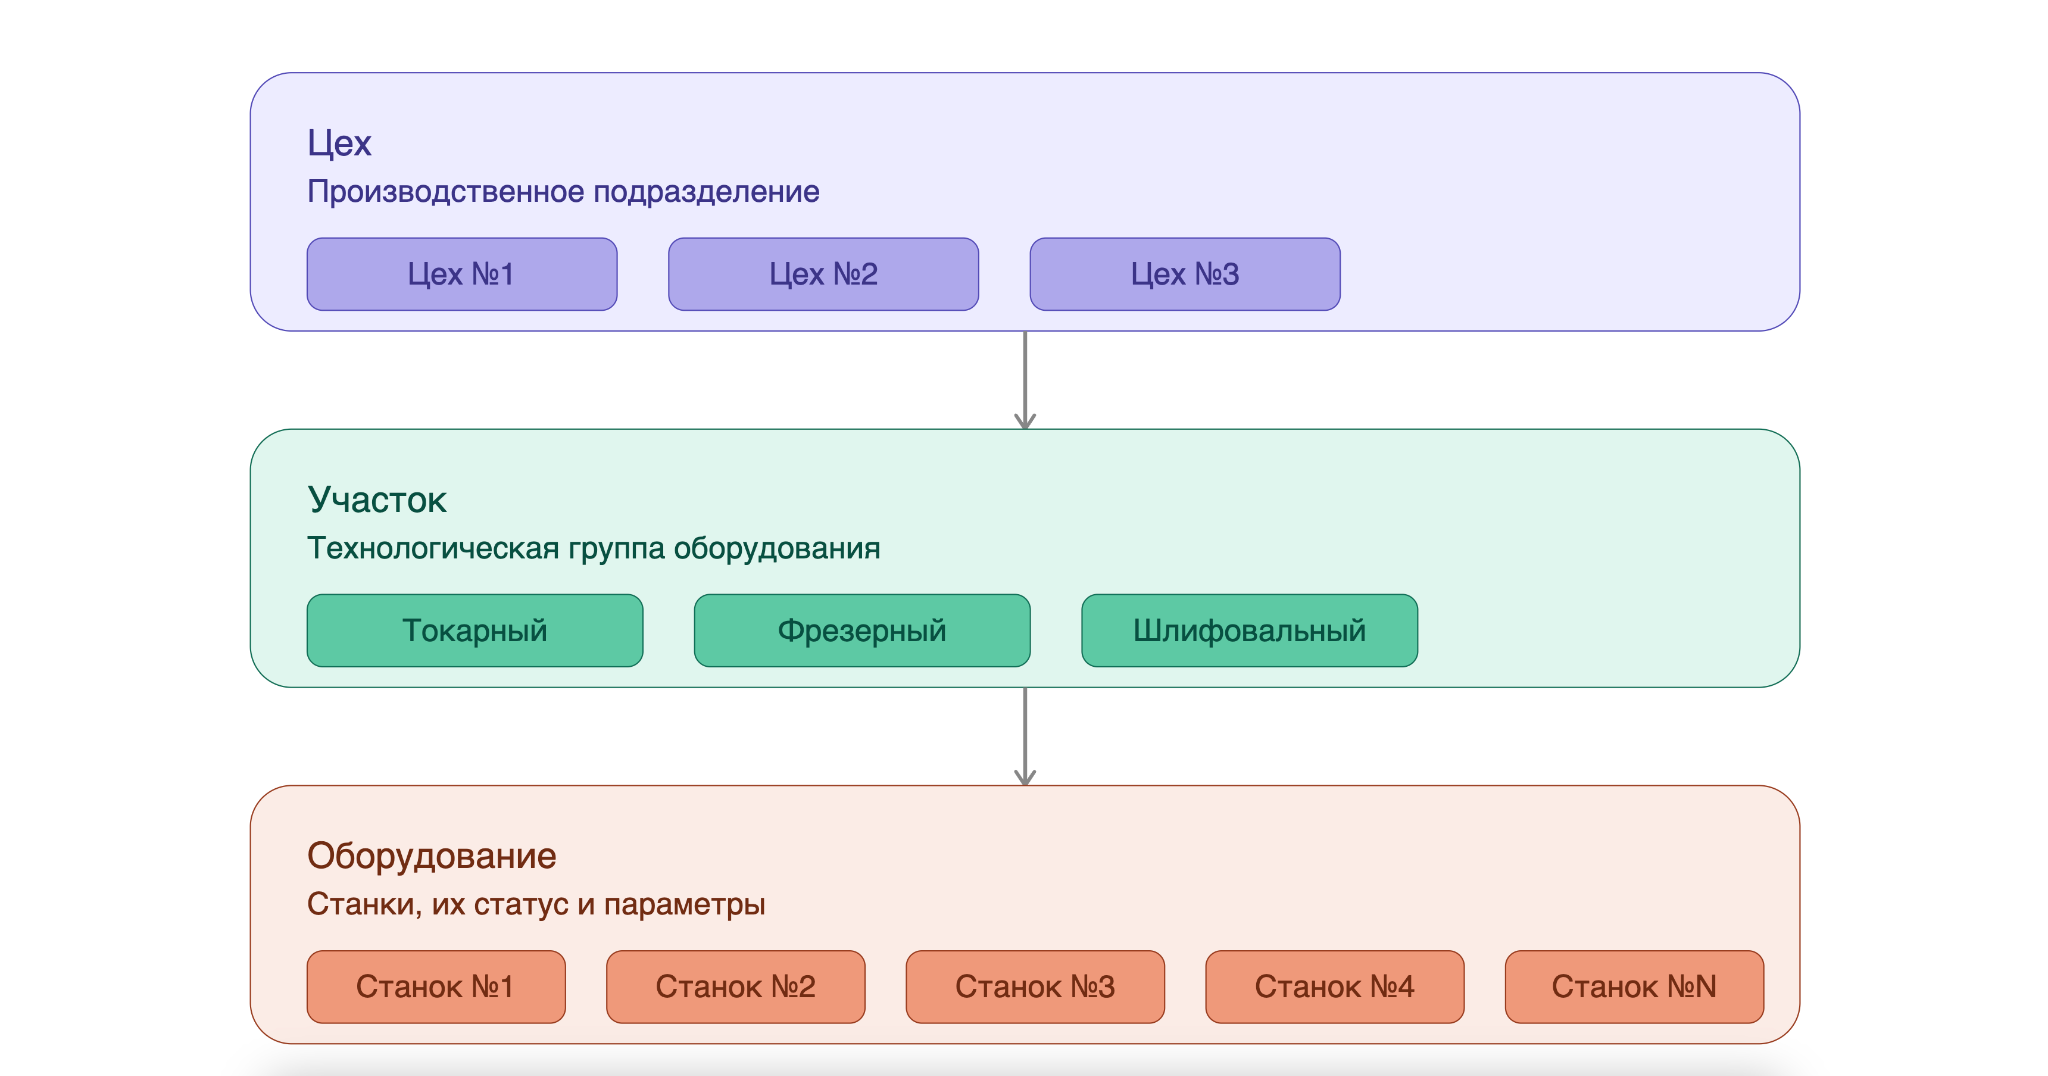 Цех
Производственное подразделение
Цех №1
Цех №2
Цех №3
Участок
Технологическая группа оборудования
Токарный
Фрезерный
Шлифовальный
Оборудование
Станки, их статус и параметры
Станок №1
Станок №2
Станок №3
Станок №4
Станок №N